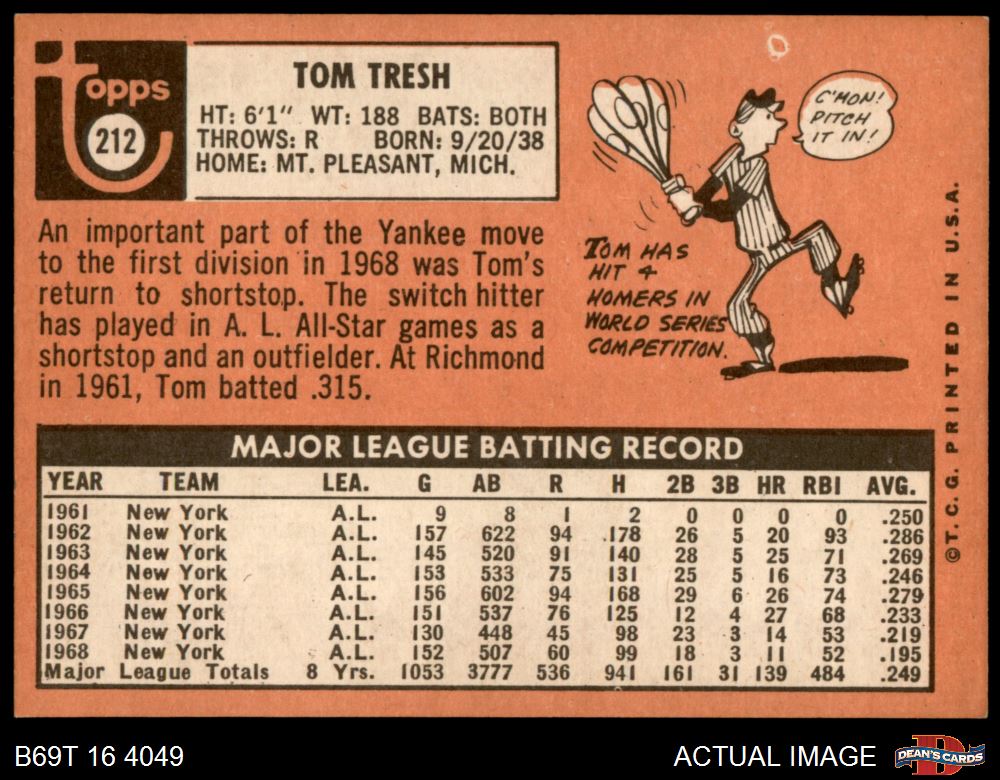 Topps
212
TOM TRESH
HT: 6'1" WT: 188 BATS: BOTH
THROWS: R BORN: 9/20/38
HOME: MT. PLEASANT, MICH.
An important part of the Yankee move
to the first division in 1968 was Tom's
return to shortstop. The switch hitter
has played in A. L. All-Star games as a
shortstop and an outfielder. At Richmond
in 1961, Tom batted .315.
C'MON!
PITCH
IT IN!
TOM HAS
HIT 4
HOMERS IN
WORLD SERIES
COMPETITION.
MAJOR LEAGUE BATTING RECORD
YEAR TEAM LEA. G AB R H 2B 3B HR RBI AVG.
1961 New York A.L. 9 8 1 2 0 0 0 0 .250
1962 New York A.L. 157 622 94 178 26 5 20 93 .286
1963 New York A.L. 145 520 91 140 28 5 25 71 .269
1964 New York A.L. 153 533 75 131 25 5 16 73 .246
1965 New York A.L. 156 602 94 168 29 6 26 74 .279
1966 New York A.L. 151 537 76 125 12 4 27 68 .233
1967 New York A.L. 130 448 45 98 23 3 14 53 .219
1968 New York A.L. 152 507 60 99 18 3 11 52 .195
Major League Totals 8 Yrs. 1053 3777 536 941 161 31 139 484 .249
©T.C.G. PRINTED IN U.S.A.
B69T 16 4049
ACTUAL IMAGE
DEAN'S CARDS